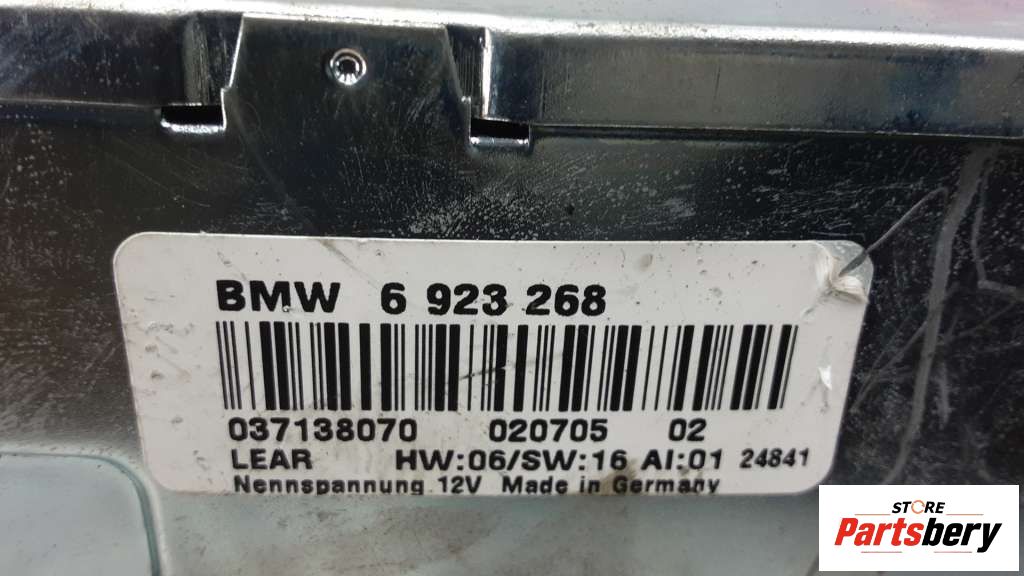 BMW 6 923 268
037138070 020705 02
LEAR HW:06/SW:16 AI:01 24841
Nennspannung 12V Made in Germany
STORE
Partsbery